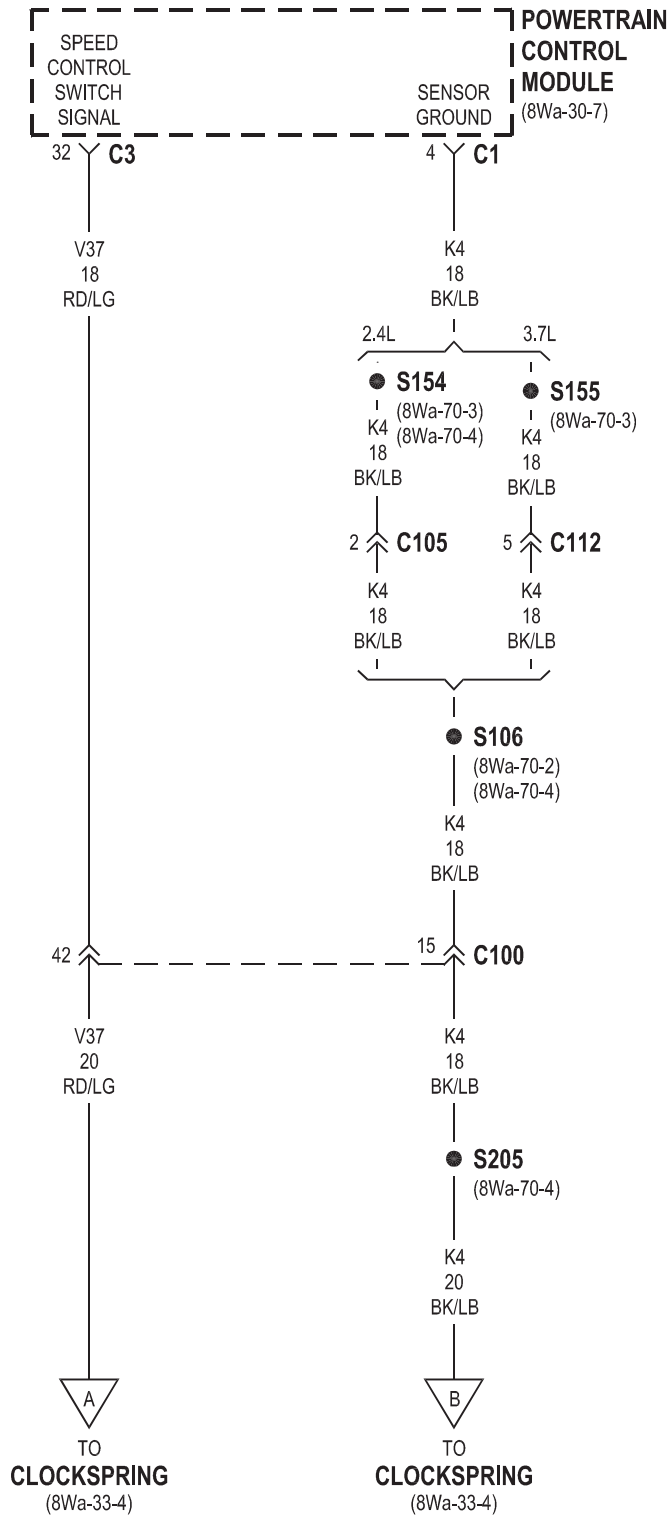 POWERTRAIN
CONTROL
MODULE
(8Wa-30-7)
SPEED
CONTROL
SWITCH
SIGNAL
SENSOR
GROUND
32 C3
4 C1
V37
18
RD/LG
K4
18
BK/LB
2.4L
3.7L
S154
(8Wa-70-3)
(8Wa-70-4)
S155
(8Wa-70-3)
K4
18
BK/LB
K4
18
BK/LB
2 C105
5 C112
K4
18
BK/LB
K4
18
BK/LB
S106
(8Wa-70-2)
(8Wa-70-4)
K4
18
BK/LB
42
15 C100
V37
20
RD/LG
K4
18
BK/LB
S205
(8Wa-70-4)
K4
20
BK/LB
A
B
TO
CLOCKSPRING
(8Wa-33-4)
TO
CLOCKSPRING
(8Wa-33-4)